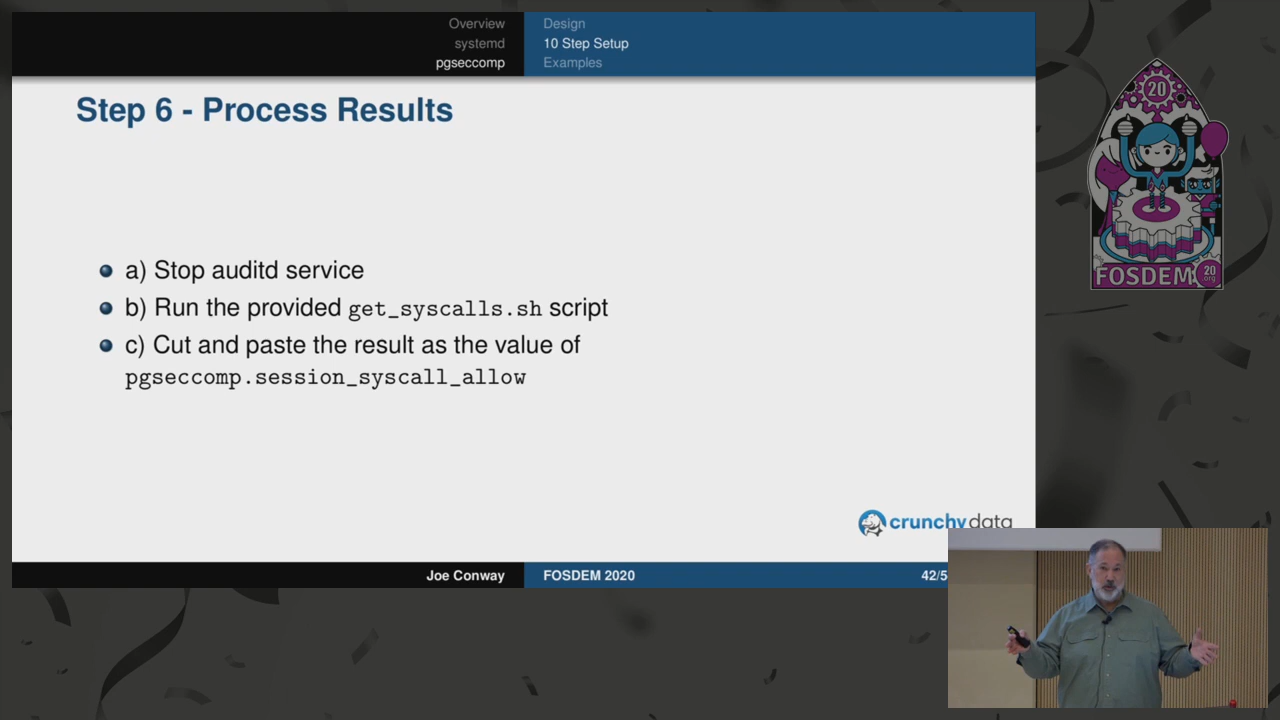 Overview
systemd
pgseccomp
Design
10 Step Setup
Examples
Step 6 - Process Results
a) Stop auditd service
b) Run the provided get_syscalls.sh script
c) Cut and paste the result as the value of
pgseccomp.session_syscall_allow
crunchydata
Joe Conway
FOSDEM 2020
42/5
20
FOSDEM
20
.org